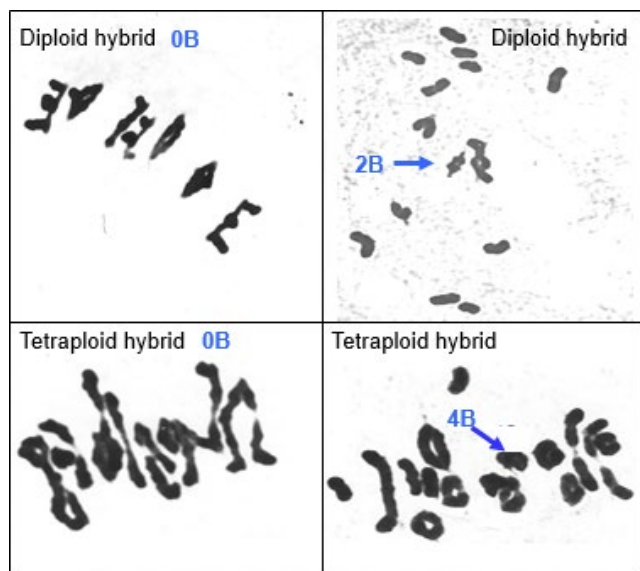 Diploid hybrid 0B
Diploid hybrid
2B
Tetraploid hybrid 0B
Tetraploid hybrid
4B